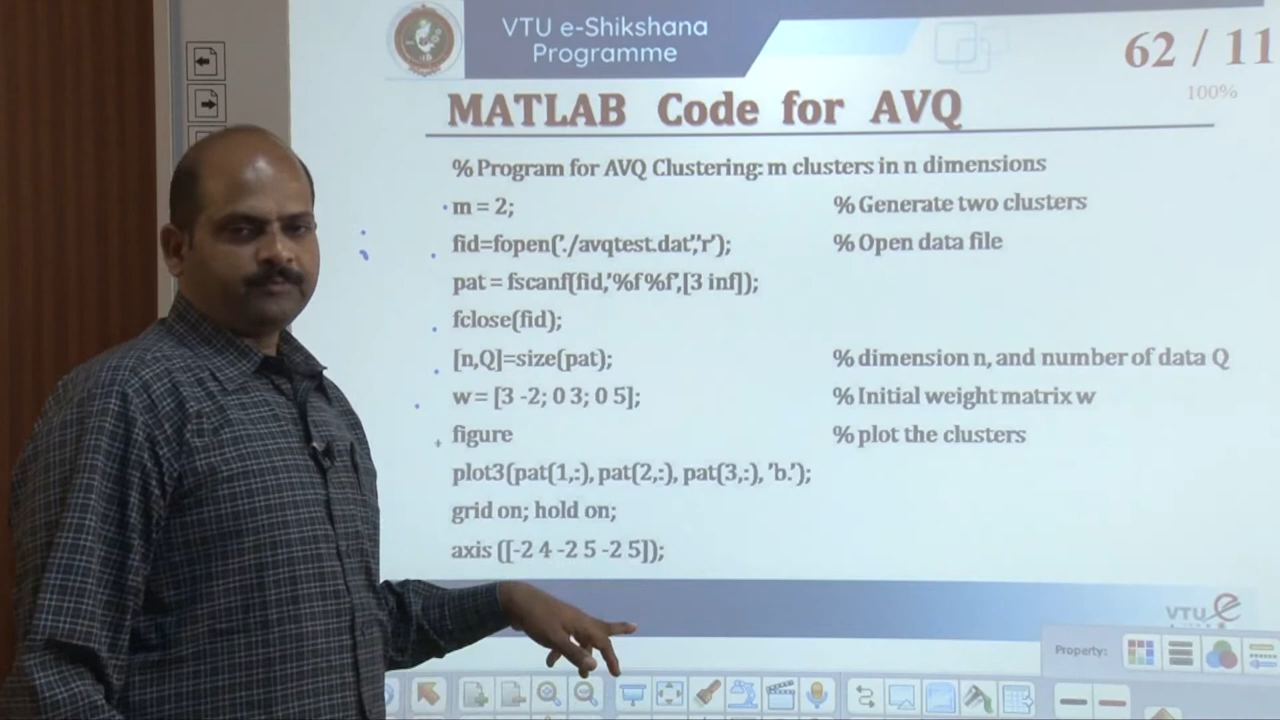 VTU e-Shikshana
Programme
62 / 11
100%
MATLAB Code for AVQ
% Program for AVQ Clustering: m clusters in n dimensions
m = 2; % Generate two clusters
fid=fopen('./avqtest.dat','r'); % Open data file
pat = fscanf(fid,'%f %f',[3 inf]);
fclose(fid);
[n,Q]=size(pat); % dimension n, and number of data Q
w = [3 -2; 0 3; 0 5]; % Initial weight matrix w
figure % plot the clusters
plot3(pat(1,:), pat(2,:), pat(3,:), 'b.');
grid on; hold on;
axis ([-2 4 -2 5 -2 5]);
VTU e
Property: